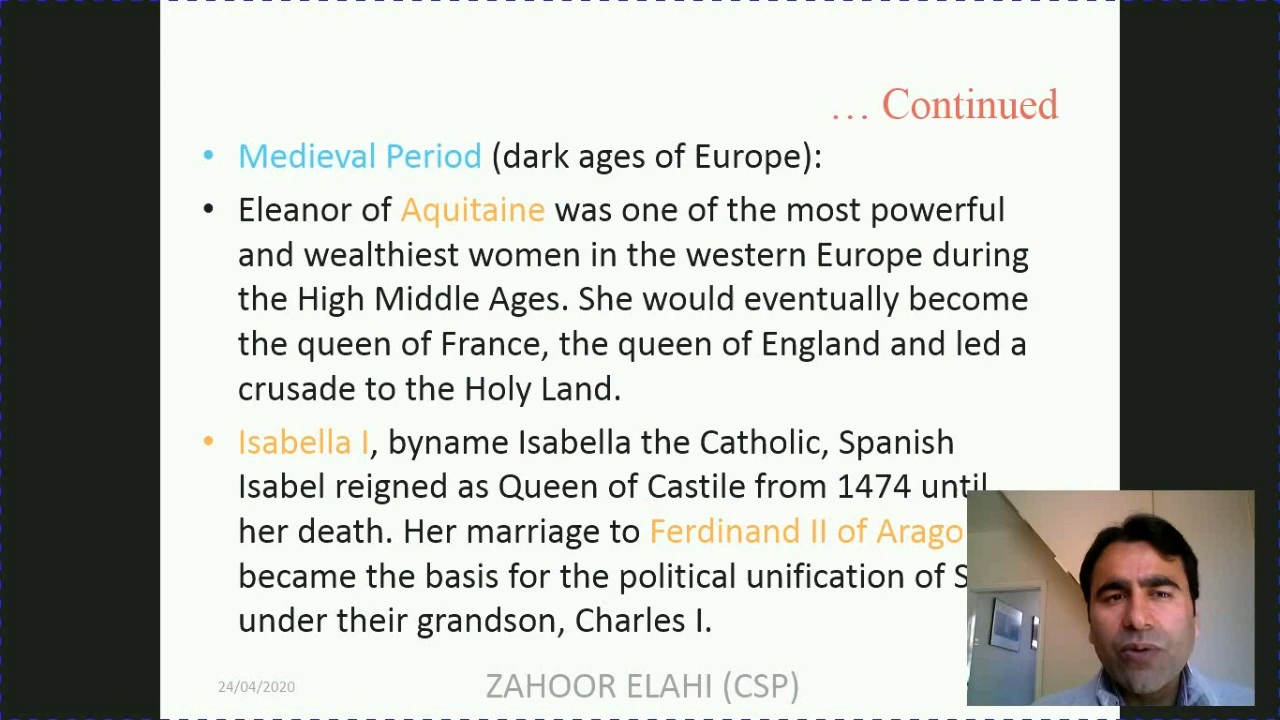 … Continued
• Medieval Period (dark ages of Europe):
• Eleanor of Aquitaine was one of the most powerful
and wealthiest women in the western Europe during
the High Middle Ages. She would eventually become
the queen of France, the queen of England and led a
crusade to the Holy Land.
• Isabella I, byname Isabella the Catholic, Spanish
Isabel reigned as Queen of Castile from 1474 until
her death. Her marriage to Ferdinand II of Arago
became the basis for the political unification of S
under their grandson, Charles I.
24/04/2020
ZAHOOR ELAHI (CSP)